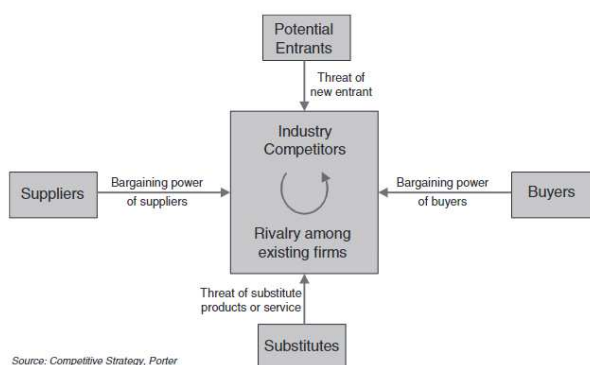 Potential
Entrants
Threat of
new entrant
Industry
Competitors
Suppliers
Bargaining power
of suppliers
Bargaining power
of buyers
Buyers
Rivalry among
existing firms
Threat of substitute
products or service
Substitutes
Source: Competitive Strategy, Porter